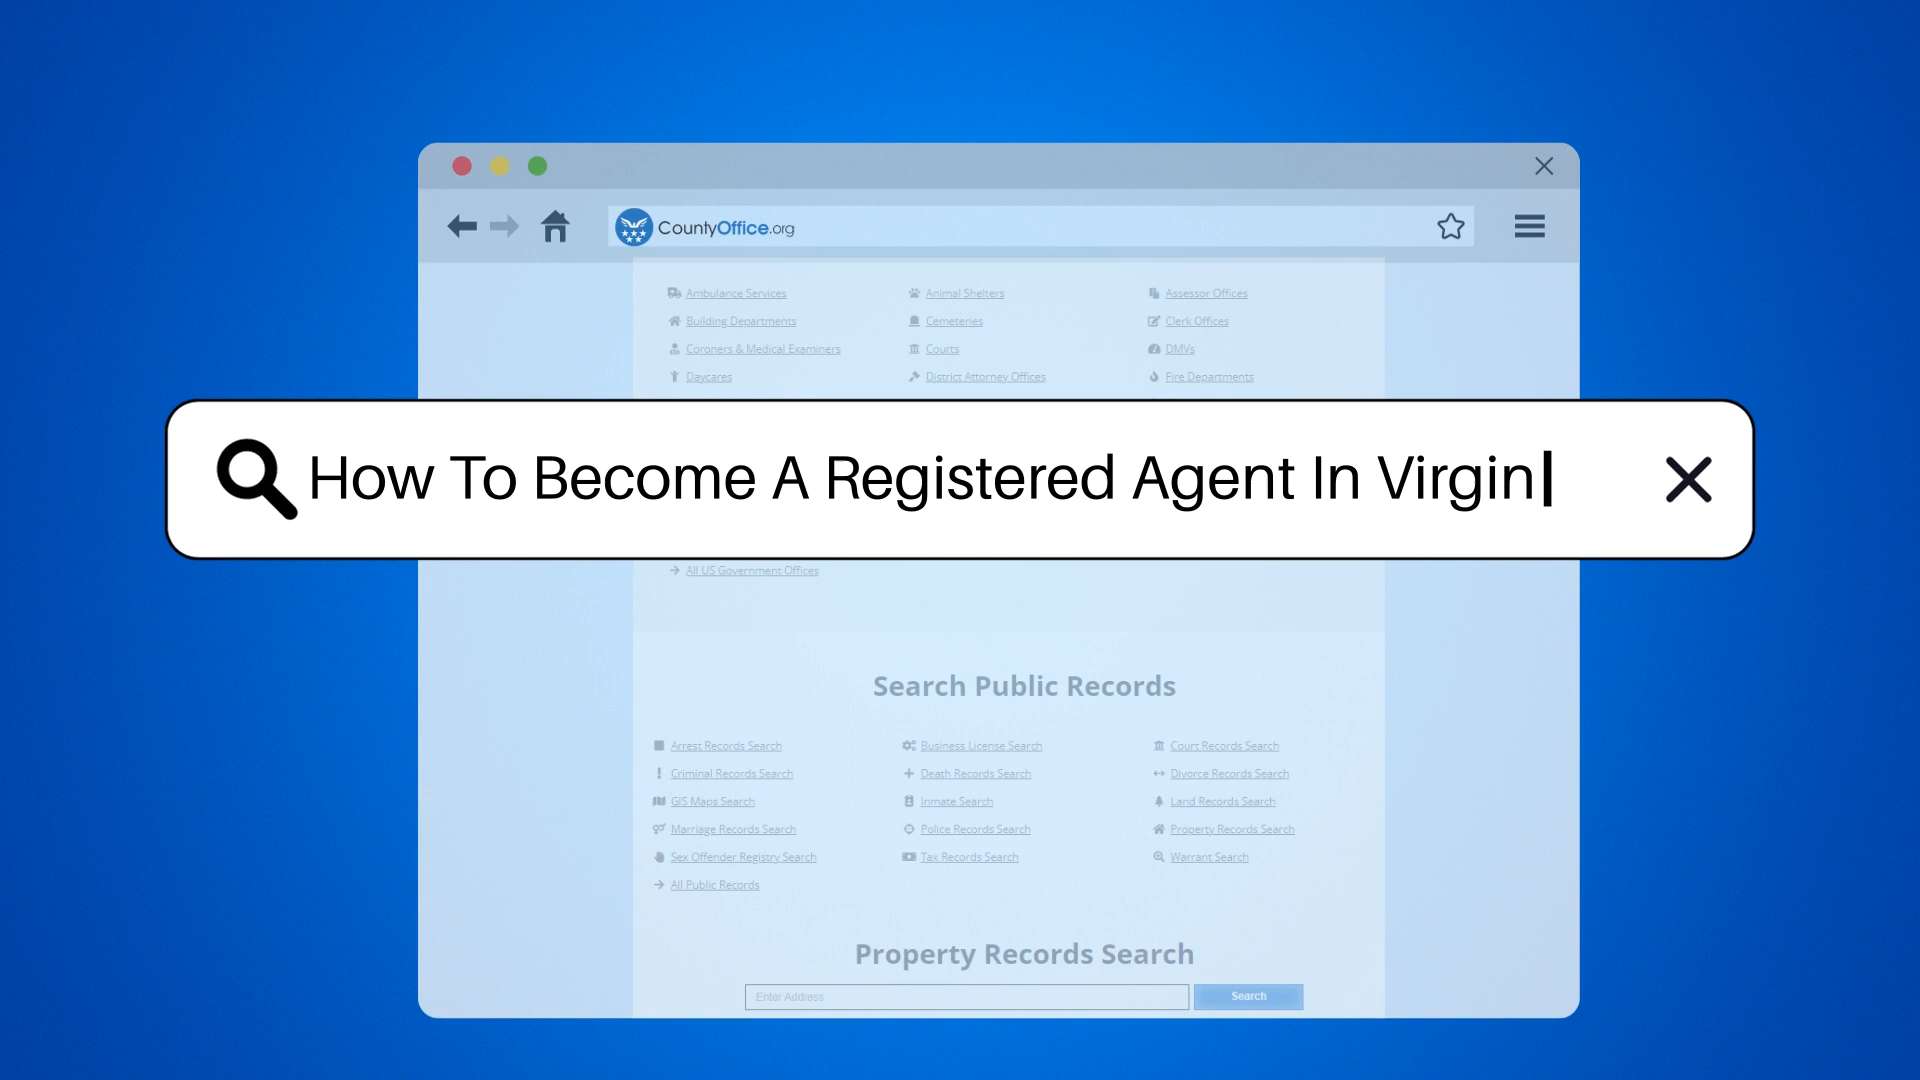 CountyOffice.org
Ambulance Services Animal Shelters Assessor Offices
Building Departments Cemeteries Clerk Offices
Coroners & Medical Examiners Courts DMVs
Daycares District Attorney Offices Fire Departments
How To Become A Registered Agent In Virgin
All US Government Offices
Search Public Records
Arrest Records Search Business License Search Court Records Search
Criminal Records Search Death Records Search Divorce Records Search
GIS Maps Search Inmate Search Land Records Search
Marriage Records Search Police Records Search Property Records Search
Sex Offender Registry Search Tax Records Search Warrant Search
All Public Records
Property Records Search
Enter Address Search